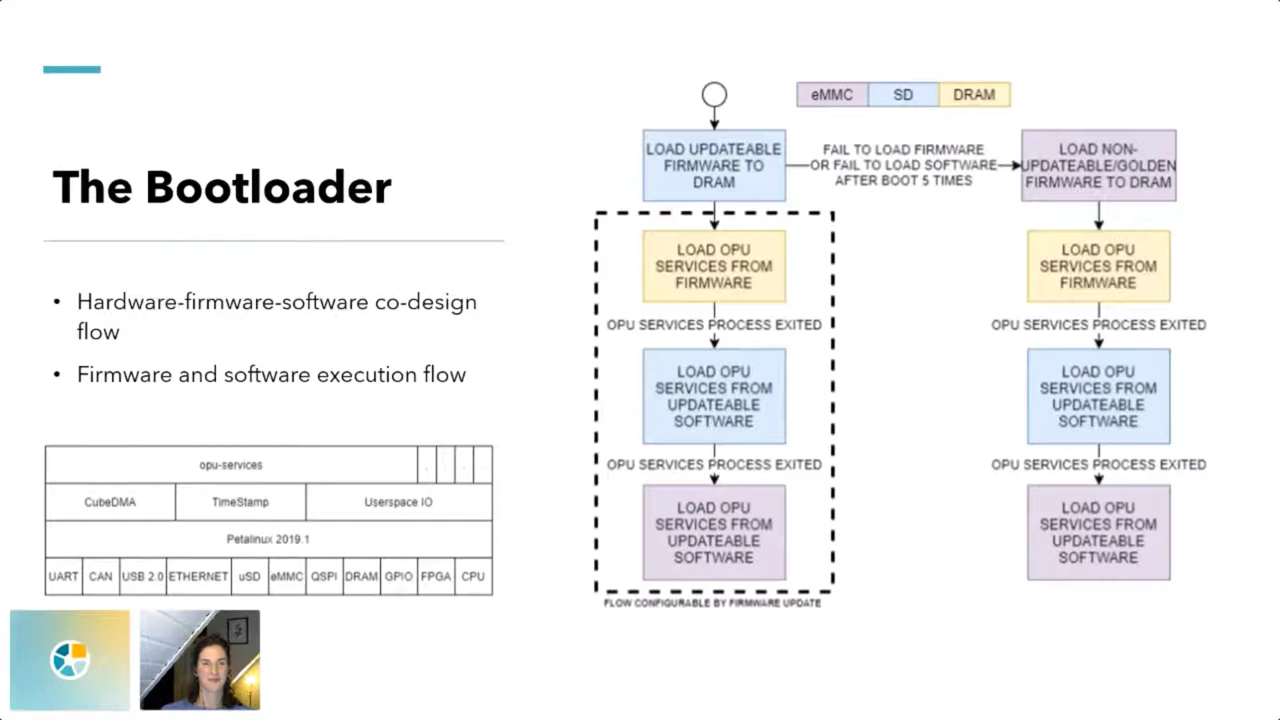 The Bootloader
• Hardware-firmware-software co-design
flow
• Firmware and software execution flow
opu-services
CubeDMA TimeStamp Userspace IO
Petalinux 2019.1
UART CAN USB 2.0 ETHERNET uSD eMMC QSPI DRAM GPIO FPGA CPU
eMMC SD DRAM
LOAD UPDATEABLE
FIRMWARE TO
DRAM
FAIL TO LOAD FIRMWARE
OR FAIL TO LOAD SOFTWARE
AFTER BOOT 5 TIMES
LOAD NON-
UPDATEABLE/GOLDEN
FIRMWARE TO DRAM
LOAD OPU
SERVICES FROM
FIRMWARE
OPU SERVICES PROCESS EXITED
LOAD OPU
SERVICES FROM
UPDATEABLE
SOFTWARE
OPU SERVICES PROCESS EXITED
LOAD OPU
SERVICES FROM
UPDATEABLE
SOFTWARE
FLOW CONFIGURABLE BY FIRMWARE UPDATE
LOAD OPU
SERVICES FROM
FIRMWARE
OPU SERVICES PROCESS EXITED
LOAD OPU
SERVICES FROM
UPDATEABLE
SOFTWARE
OPU SERVICES PROCESS EXITED
LOAD OPU
SERVICES FROM
UPDATEABLE
SOFTWARE